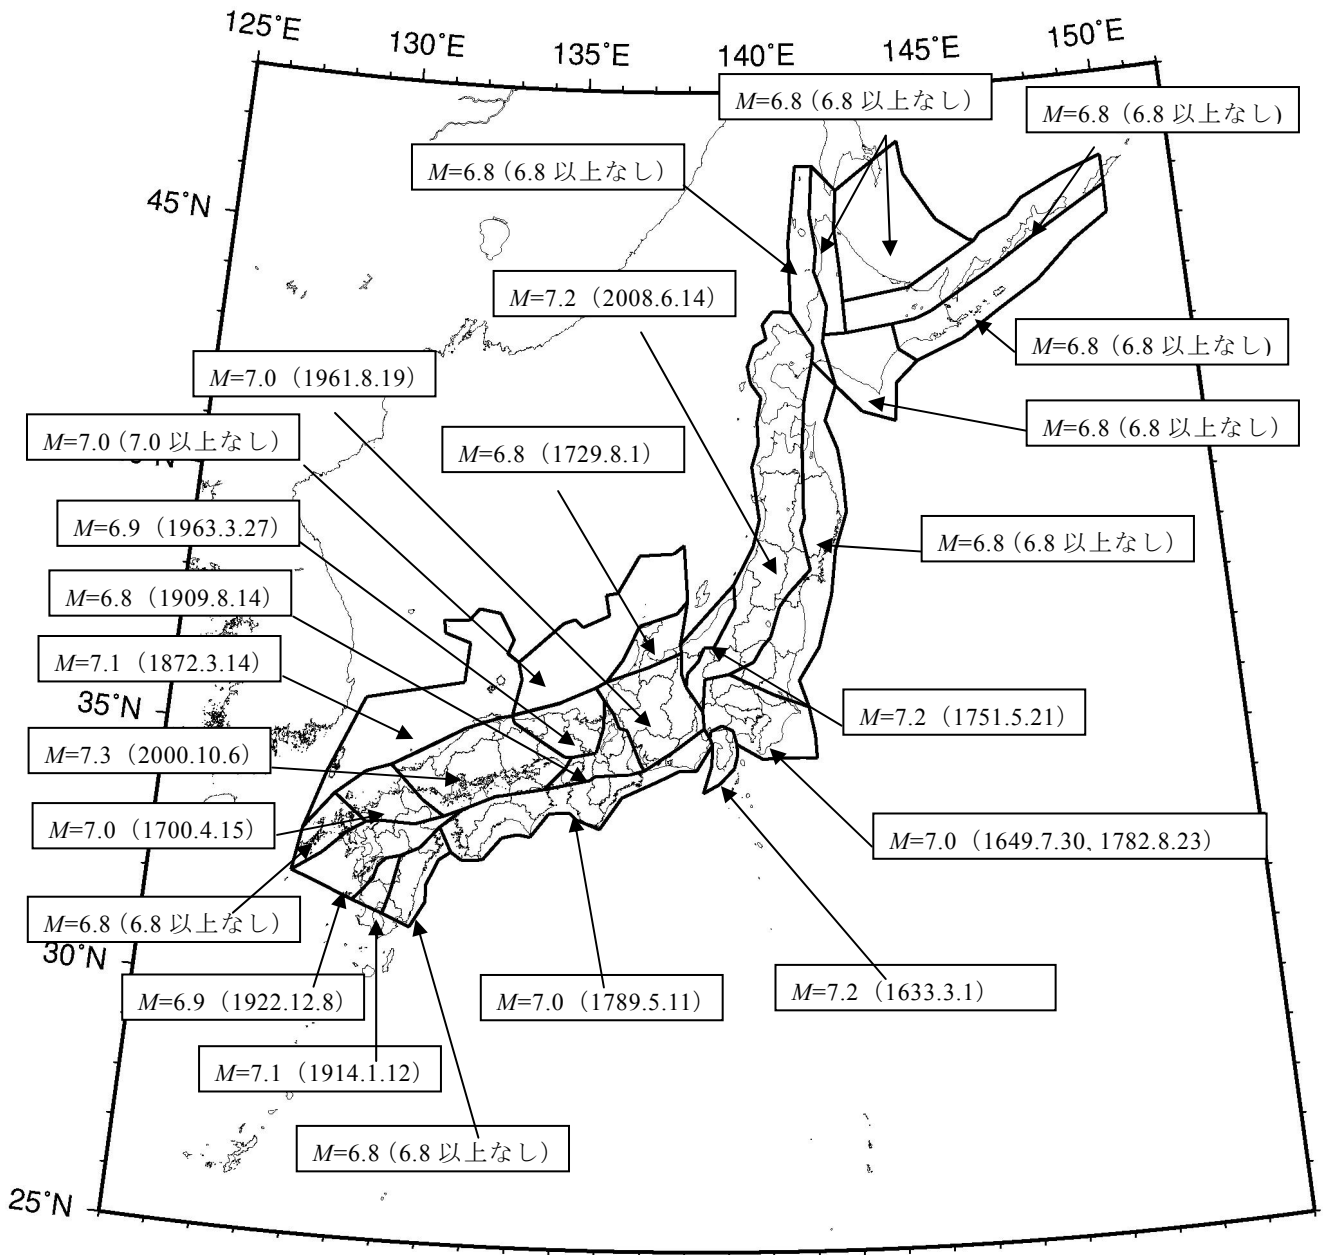 125˚E
130˚E
135˚E
140˚E
145˚E
150˚E
M=6.8 (6.8 以上なし)
M=6.8 (6.8 以上なし)
M=6.8 (6.8 以上なし)
45˚N
M=7.2 (2008.6.14)
M=6.8 (6.8 以上なし)
M=7.0 (1961.8.19)
M=7.0 (7.0 以上なし)
M=6.8 (1729.8.1)
M=6.8 (6.8 以上なし)
M=6.9 (1963.3.27)
M=6.8 (6.8 以上なし)
M=6.8 (1909.8.14)
M=7.1 (1872.3.14)
35˚N
M=7.2 (1751.5.21)
M=7.3 (2000.10.6)
M=7.0 (1700.4.15)
M=7.0 (1649.7.30, 1782.8.23)
M=6.8 (6.8 以上なし)
30˚N
M=6.9 (1922.12.8)
M=7.0 (1789.5.11)
M=7.2 (1633.3.1)
M=7.1 (1914.1.12)
M=6.8 (6.8 以上なし)
25˚N